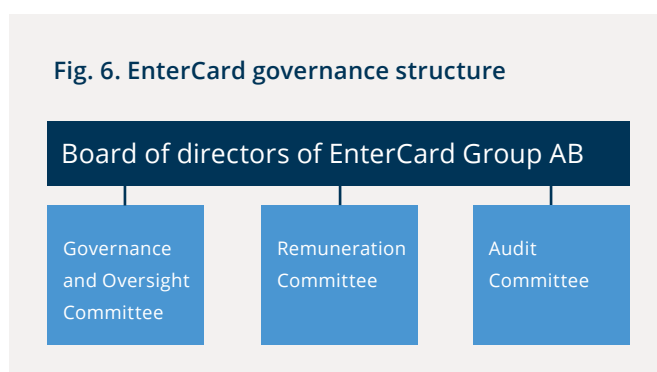 Fig. 6. EnterCard governance structure
Board of directors of EnterCard Group AB
Governance
and Oversight
Committee
Remuneration
Committee
Audit
Committee